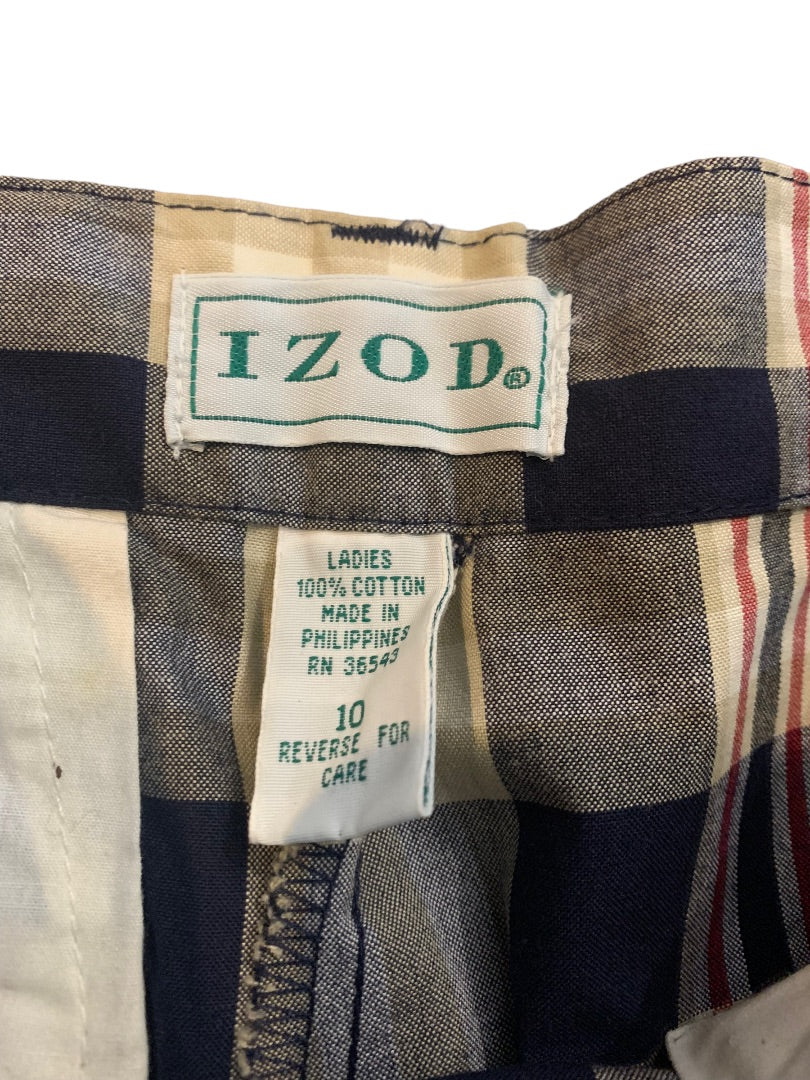 IZOD®
LADIES
100% COTTON
MADE IN
PHILIPPINES
RN 36543
10
REVERSE FOR
CARE